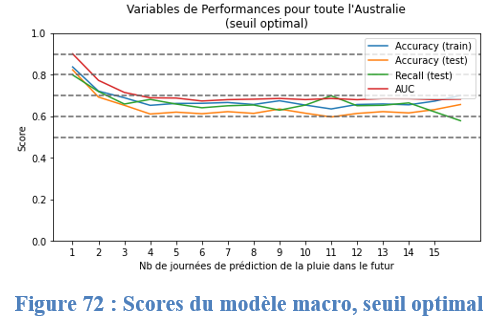 Variables de Performances pour toute l'Australie
(seuil optimal)
1.0
0.8
0.6
0.4
0.2
0.0
Score
Accuracy (train)
Accuracy (test)
Recall (test)
AUC
1 2 3 4 5 6 7 8 9 10 11 12 13 14 15
Nb de journées de prédiction de la pluie dans le futur
Figure 72 : Scores du modèle macro, seuil optimal